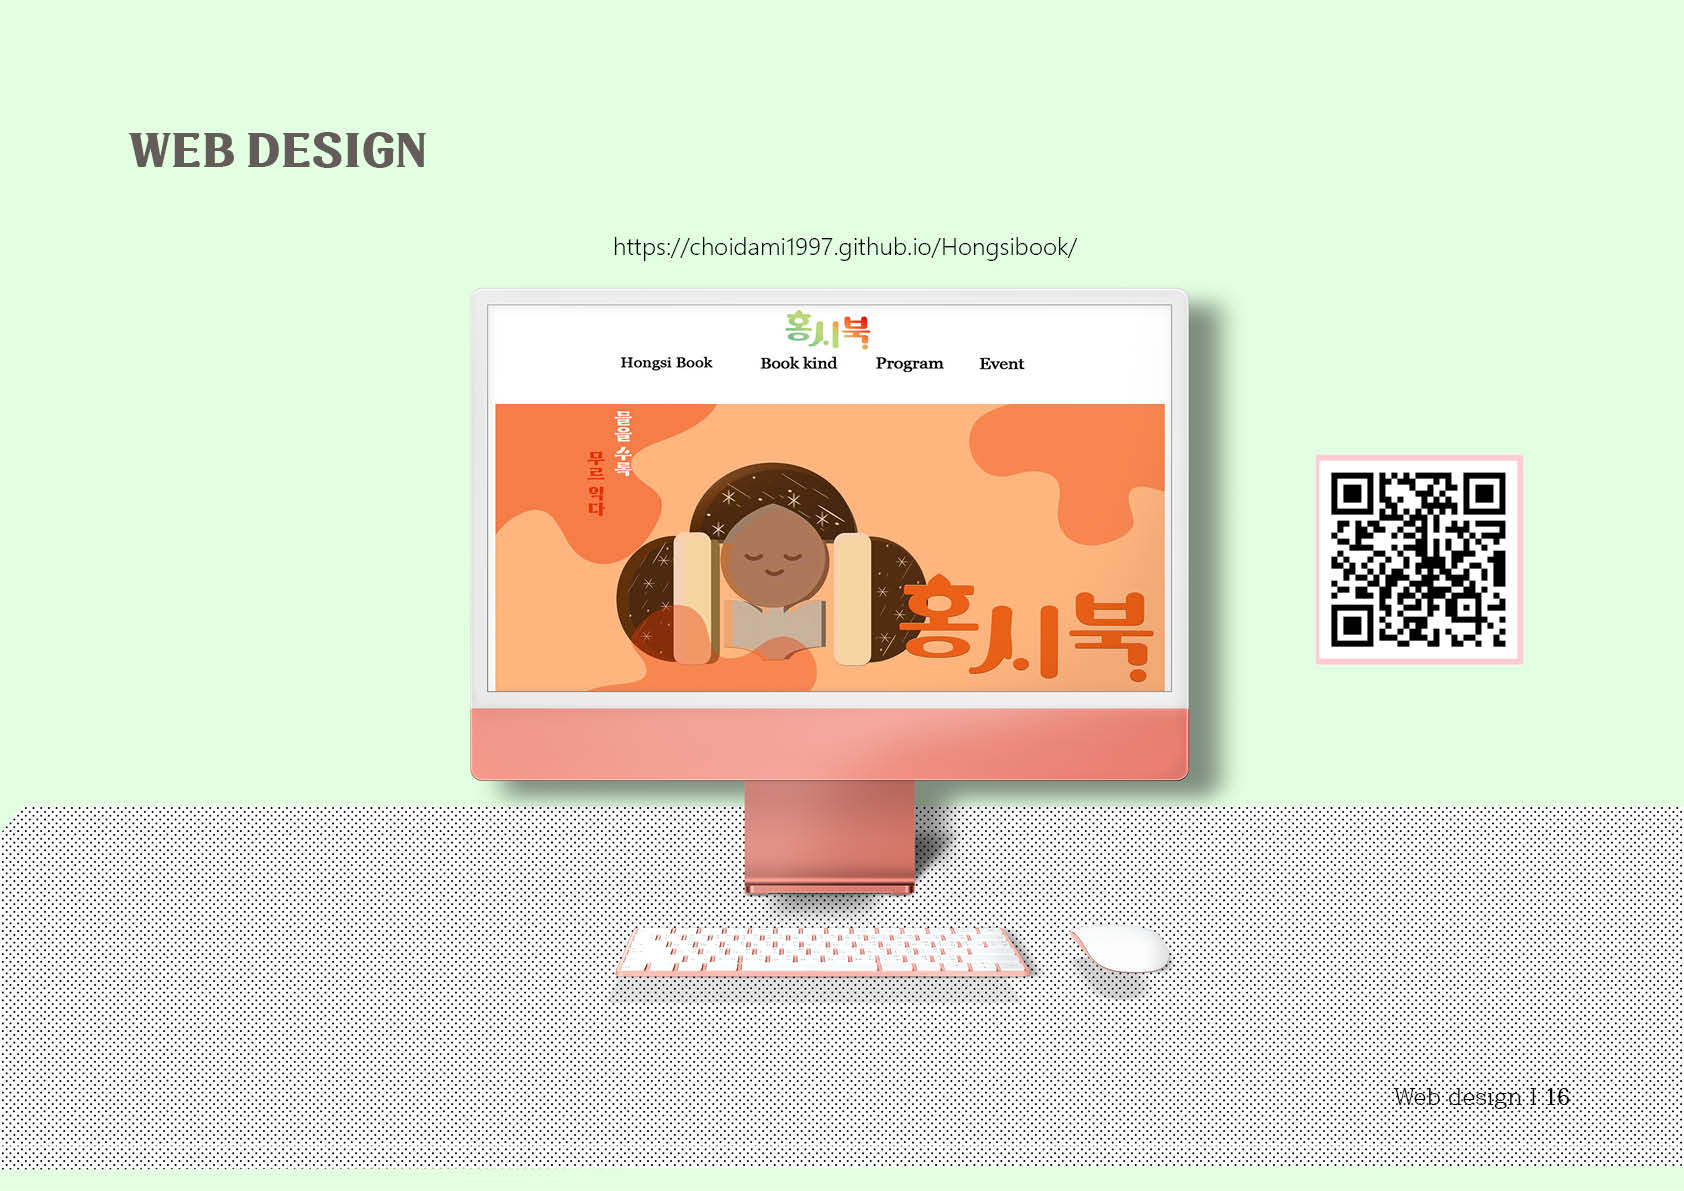 WEB DESIGN
https://choidami1997.github.io/Hongsibook/
홍시북
Hongsi Book Book kind Program Event
들을 수록
무르익다
홍시북
Web design I 16